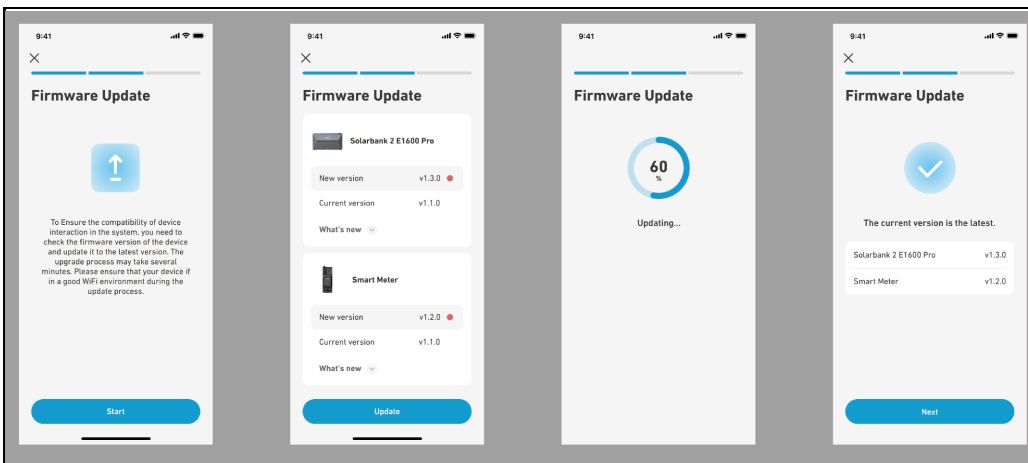 9:41
Firmware Update
To Ensure the compatibility of device
interaction in the system, you need to
check the firmware version of the device
and update it to the latest version. The
upgrade process may take several
minutes. Please ensure that your device if
in a good WiFi environment during the
update process.
Start
9:41
Firmware Update
Solarbank 2 E1600 Pro
New version v1.3.0
Current version v1.1.0
What's new
Smart Meter
New version v1.2.0
Current version v1.1.0
What's new
Update
9:41
Firmware Update
60
%
Updating...
9:41
Firmware Update
The current version is the latest.
Solarbank 2 E1600 Pro v1.3.0
Smart Meter v1.2.0
Next